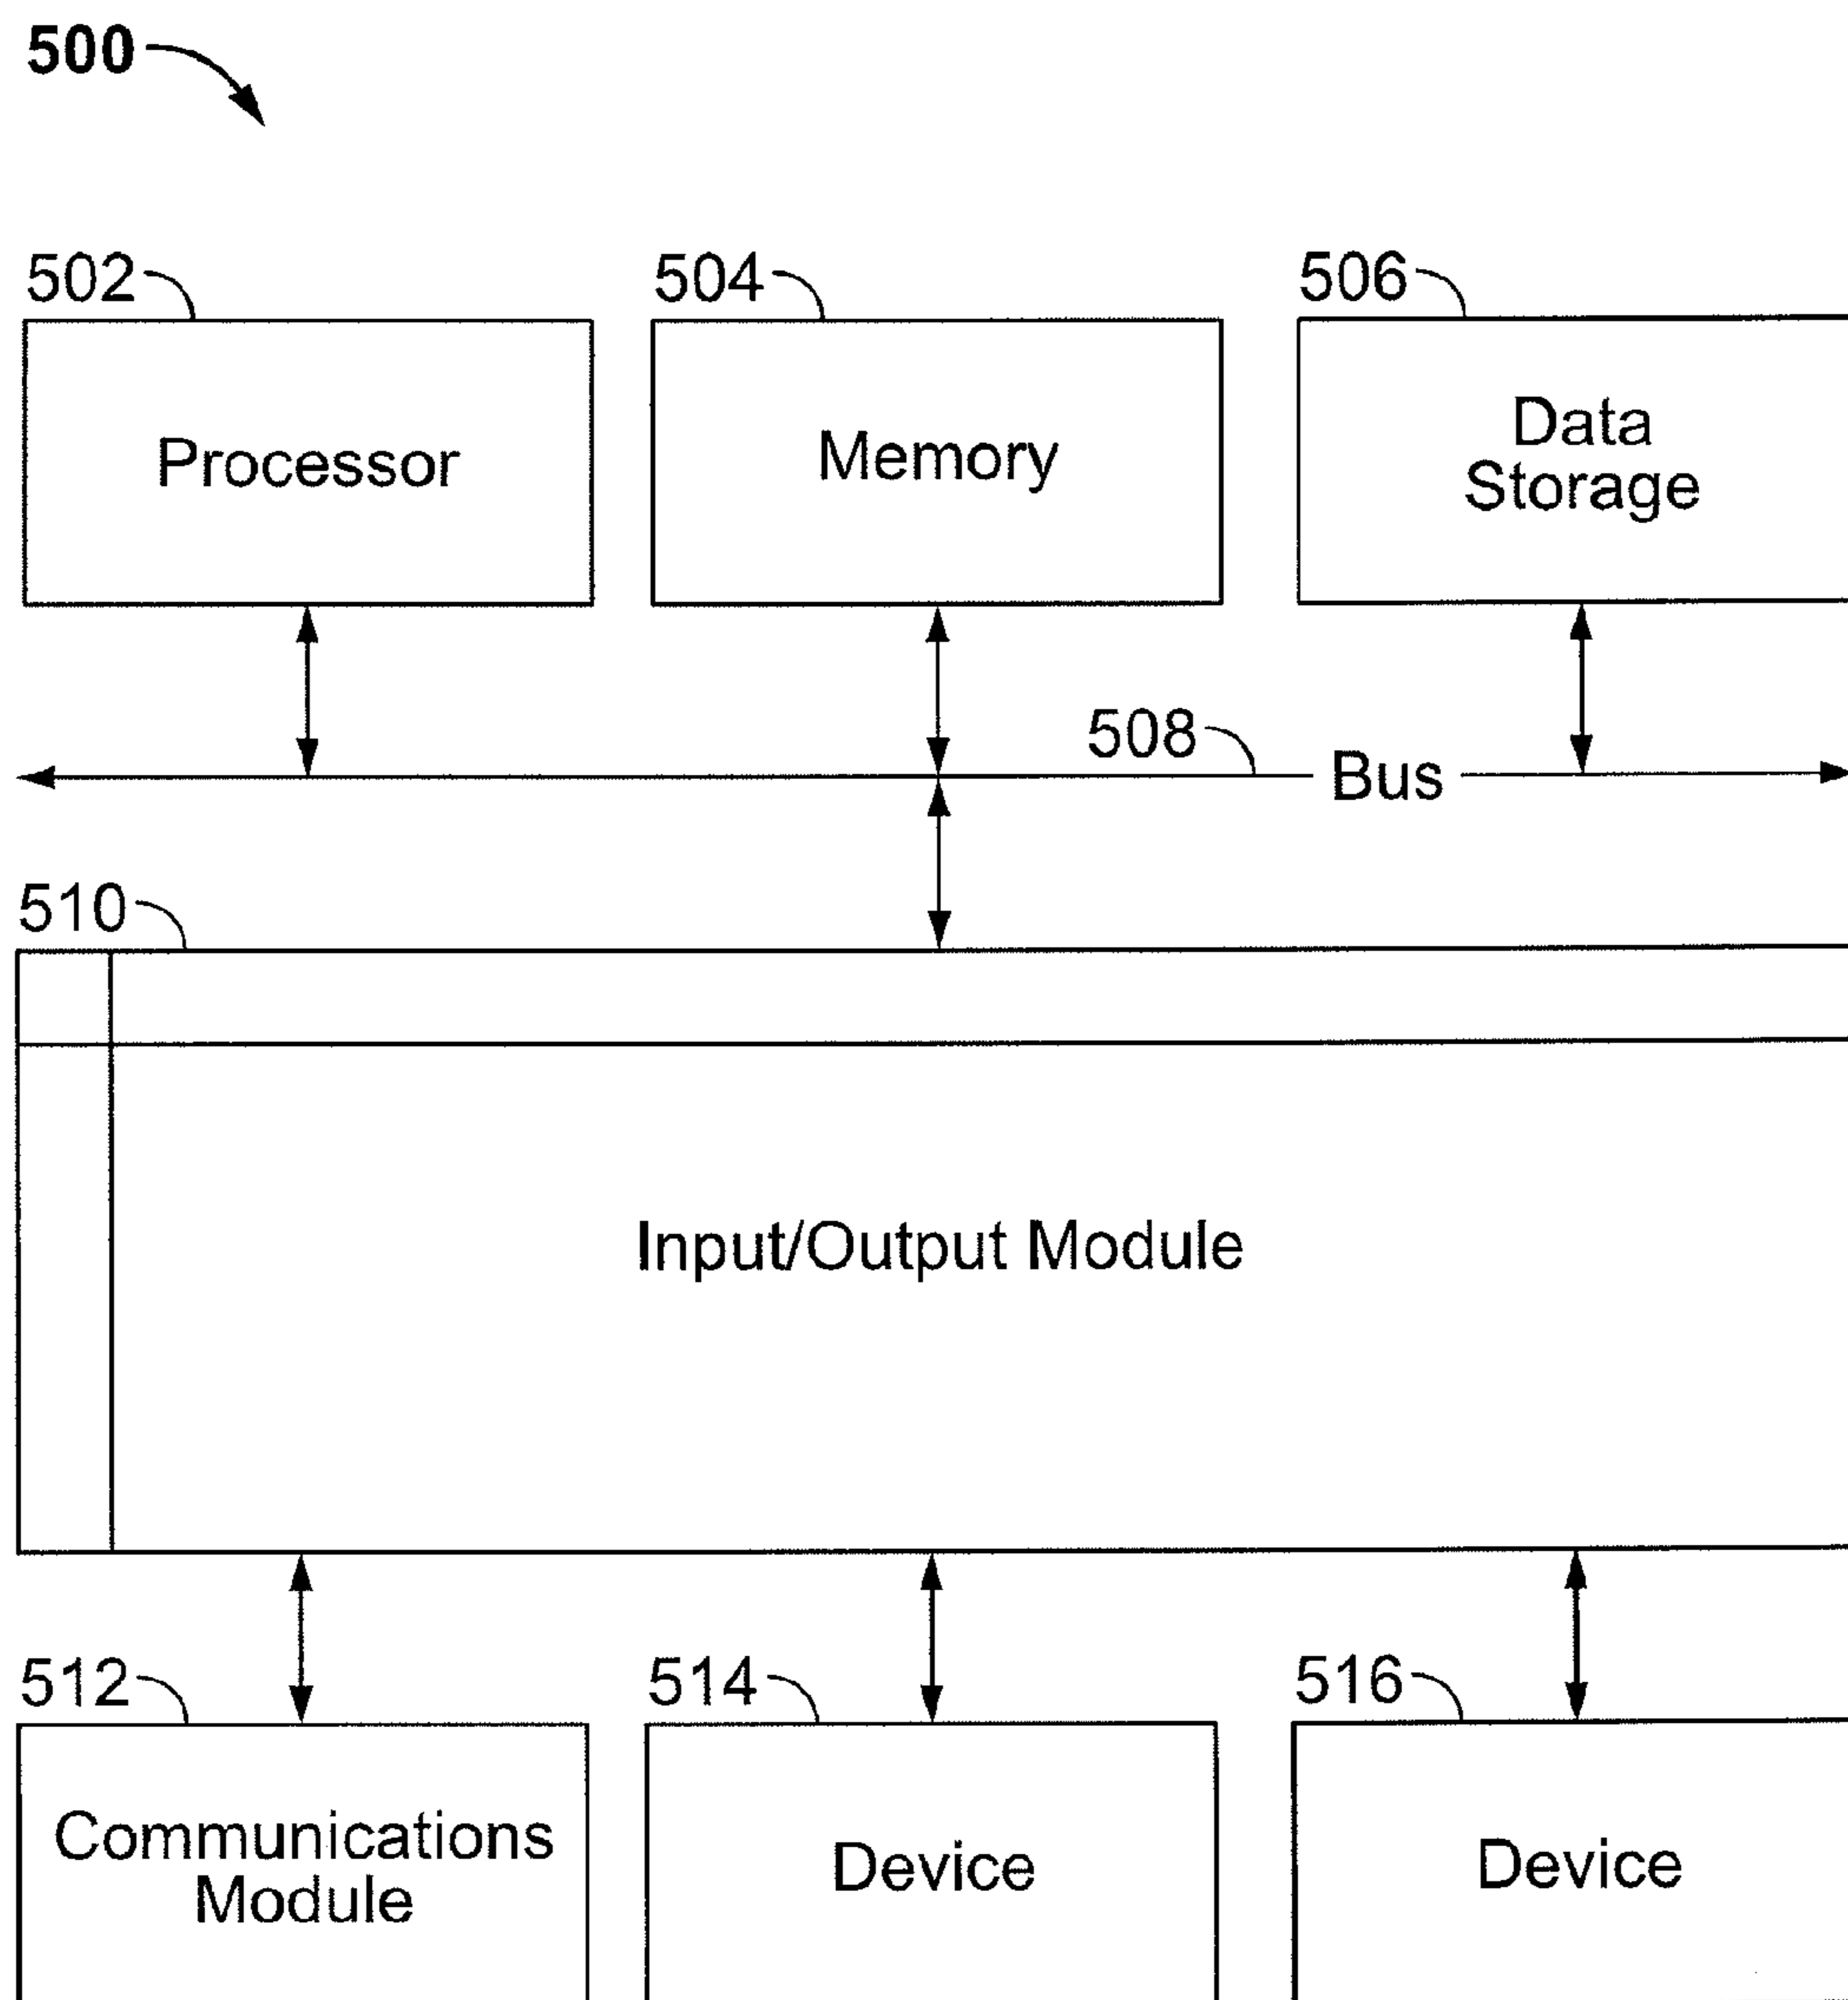 500
502
504
506
Processor
Memory
Data
Storage
508
Bus
510
Input/Output Module
512
514
516
Communications
Module
Device
Device